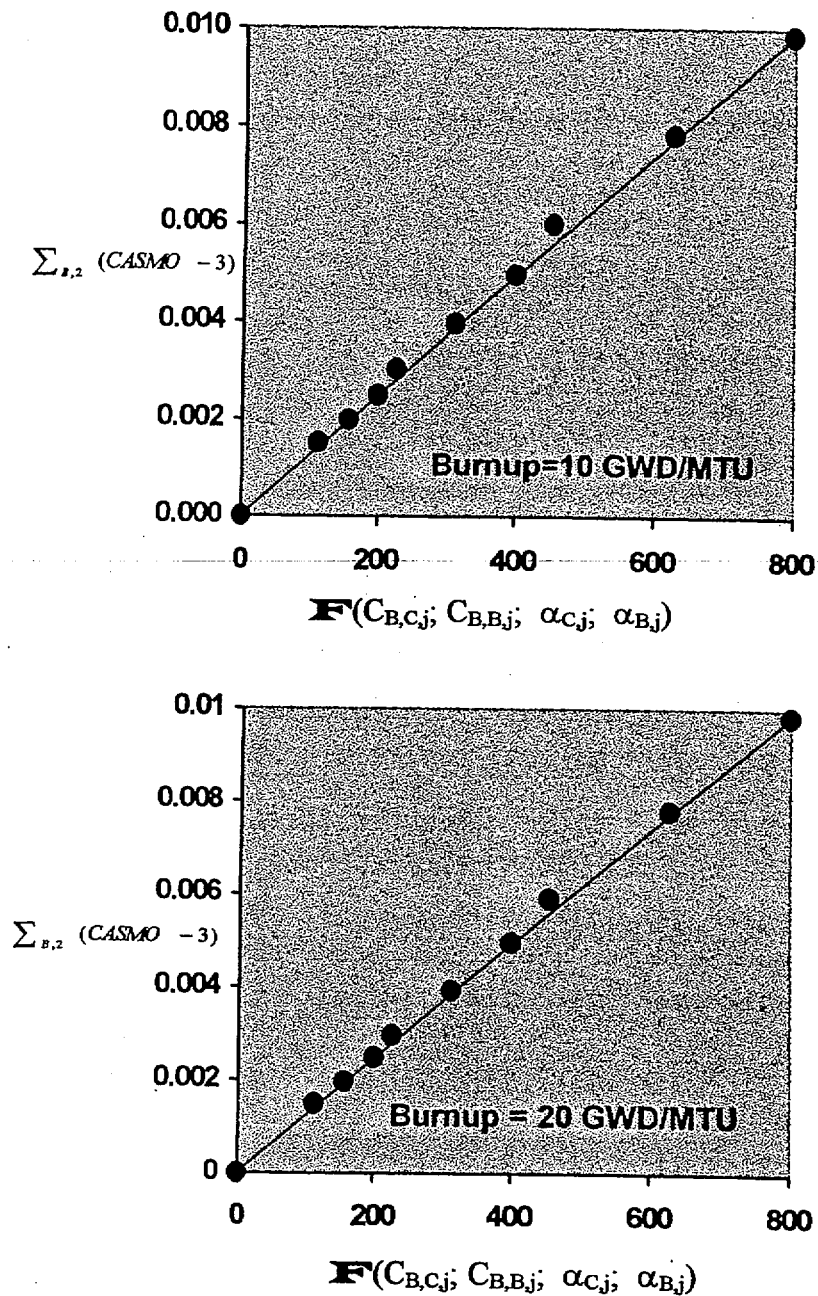 0.010
0.008
0.006
∑B,2 (CASMO - 3)
0.004
0.002
0.000
Burnup=10 GWD/MTU
0 200 400 600 800
F(CB,C,j; CB,B,j; αC,j; αB,j)
0.01
0.008
0.006
∑B,2 (CASMO - 3)
0.004
0.002
0
Burnup = 20 GWD/MTU
0 200 400 600 800
F(CB,C,j; CB,B,j; αC,j; αB,j)